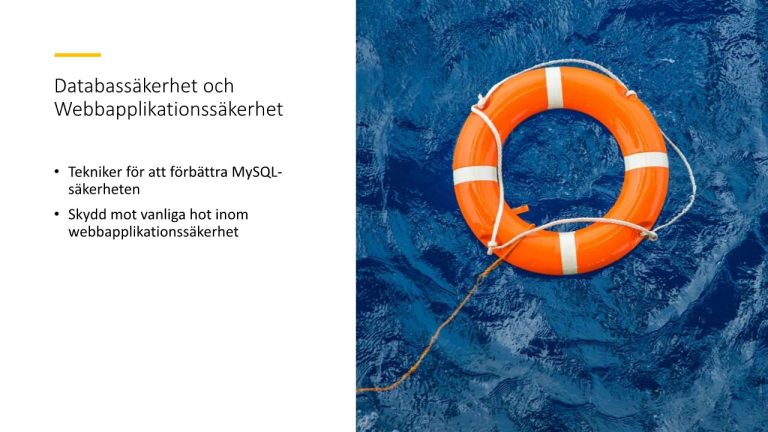 Databassäkerhet och
Webbapplikationssäkerhet
• Tekniker för att förbättra MySQL-
säkerheten
• Skydd mot vanliga hot inom
webbapplikationssäkerhet